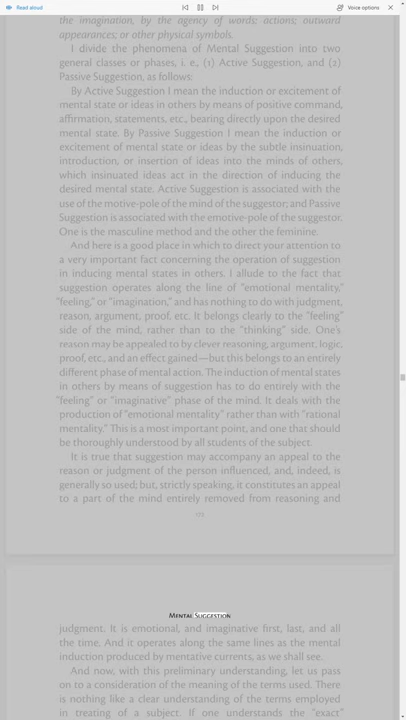 Read aloud
Voice options
the imagination, by the agency of words: actions; outward
appearances; or other physical symbols.
I divide the phenomena of Mental Suggestion into two
general classes or phases, i. e., (1) Active Suggestion, and (2)
Passive Suggestion, as follows:
By Active Suggestion I mean the induction or excitement of
mental state or ideas in others by means of positive command,
affirmation, statements, etc., bearing directly upon the desired
mental state. By Passive Suggestion I mean the induction or
excitement of mental state or ideas by the subtle insinuation,
introduction, or insertion of ideas into the minds of others,
which insinuated ideas act in the direction of inducing the
desired mental state. Active Suggestion is associated with the
use of the motive-pole of the mind of the suggestor; and Passive
Suggestion is associated with the emotive-pole of the suggestor.
One is the masculine method and the other the feminine.
And here is a good place in which to direct your attention to
a very important fact concerning the operation of suggestion
in inducing mental states in others. I allude to the fact that
suggestion operates along the line of "emotional mentality,"
"feeling," or "imagination," and has nothing to do with judgment,
reason, argument, proof, etc. It belongs clearly to the "feeling"
side of the mind, rather than to the "thinking" side. One's
reason may be appealed to by clever reasoning, argument, logic,
proof, etc., and an effect gained—but this belongs to an entirely
different phase of mental action. The induction of mental states
in others by means of suggestion has to do entirely with the
"feeling" or "imaginative" phase of the mind. It deals with the
production of "emotional mentality" rather than with "rational
mentality." This is a most important point, and one that should
be thoroughly understood by all students of the subject.
It is true that suggestion may accompany an appeal to the
reason or judgment of the person influenced, and, indeed, is
generally so used; but, strictly speaking, it constitutes an appeal
to a part of the mind entirely removed from reasoning and
Mental Suggestion
judgment. It is emotional, and imaginative first, last, and all
the time. And it operates along the same lines as the mental
induction produced by mentative currents, as we shall see.
And now, with this preliminary understanding, let us pass
on to a consideration of the meaning of the terms used. There
is nothing like a clear understanding of the terms employed
in treating of a subject. If one understands the "exact"